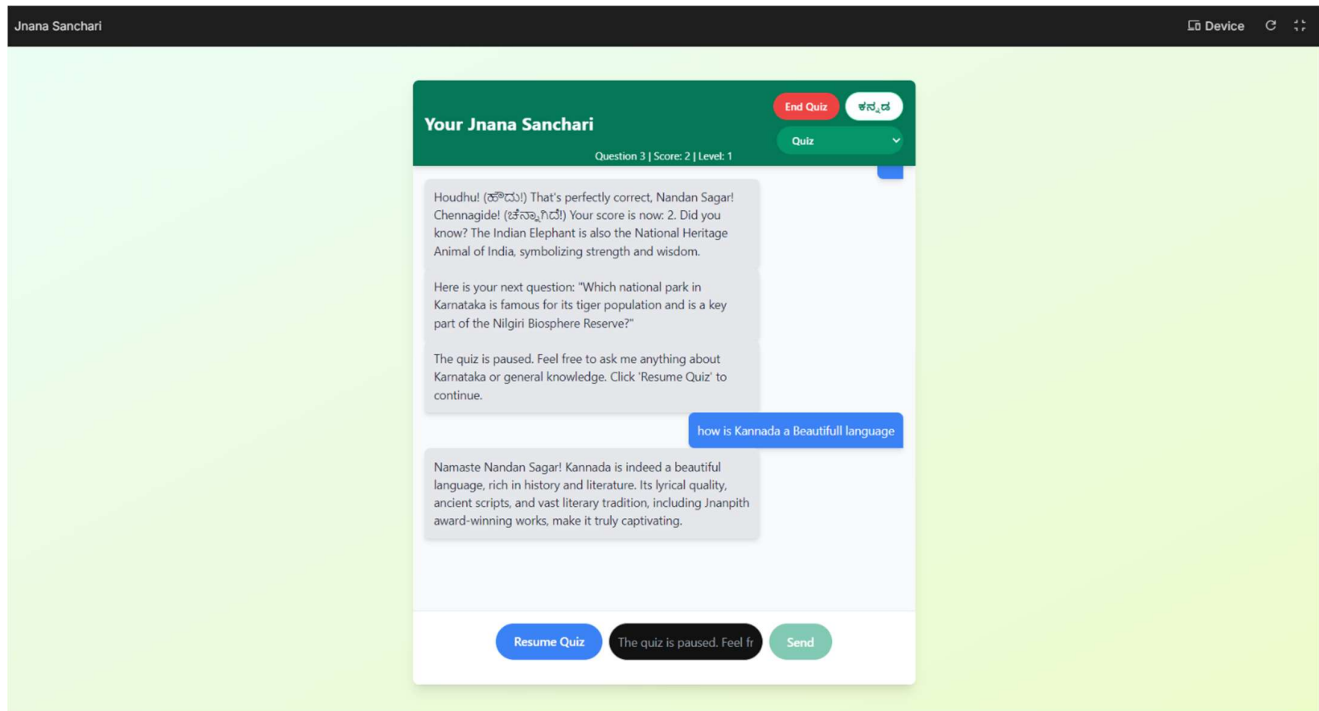 Jnana Sanchari
Device
Your Jnana Sanchari
End Quiz
ಕನ್ನಡ
Quiz
Question 3 | Score: 2 | Level: 1
Houdhu! (ಹೌದು!) That's perfectly correct, Nandan Sagar!
Chennagide! (ಚೆನ್ನಾಗಿದೆ!) Your score is now: 2. Did you
know? The Indian Elephant is also the National Heritage
Animal of India, symbolizing strength and wisdom.
Here is your next question: "Which national park in
Karnataka is famous for its tiger population and is a key
part of the Nilgiri Biosphere Reserve?"
The quiz is paused. Feel free to ask me anything about
Karnataka or general knowledge. Click 'Resume Quiz' to
continue.
how is Kannada a Beautifull language
Namaste Nandan Sagar! Kannada is indeed a beautiful
language, rich in history and literature. Its lyrical quality,
ancient scripts, and vast literary tradition, including Jnanpith
award-winning works, make it truly captivating.
Resume Quiz
The quiz is paused. Feel fr
Send